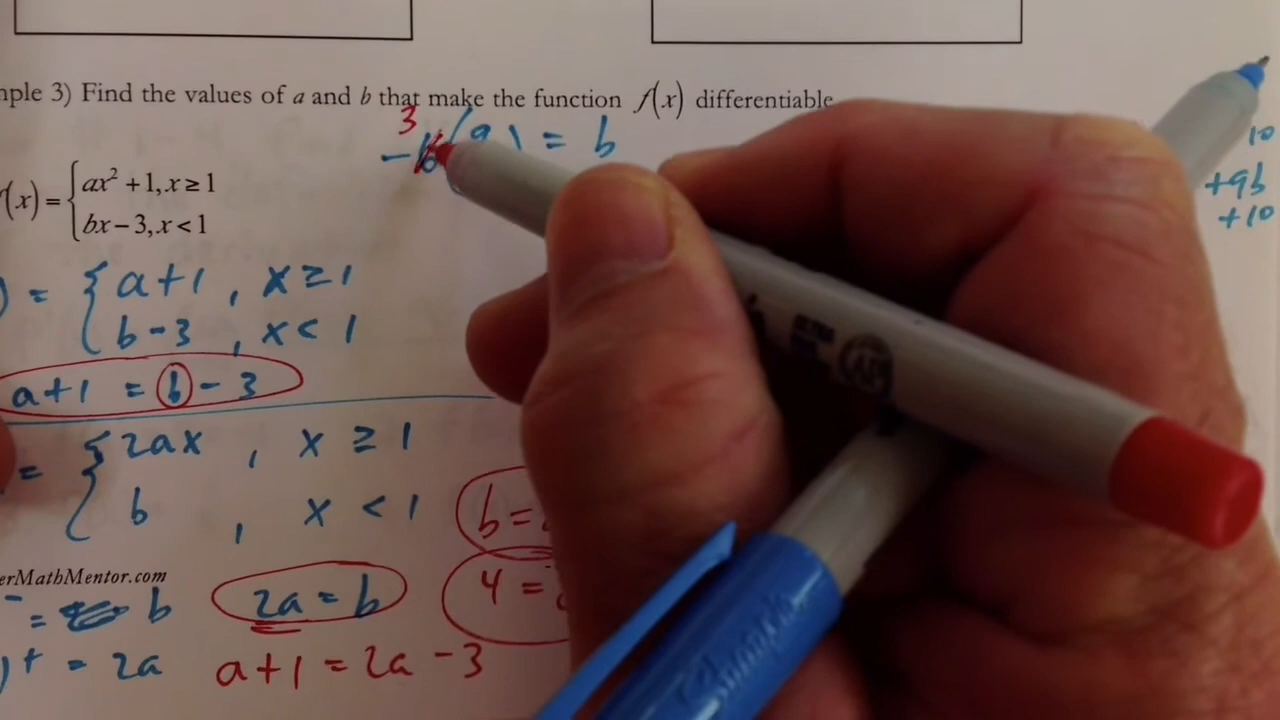 mple 3) Find the values of a and b that make the function f(x) differentiable
3
= b
10
+9b
+10
f(x) = { ax² + 1, x ≥ 1
bx − 3, x < 1
) = { a+1 , x ≥ 1
b-3 , x < 1
a+1 = b - 3
= { 2ax , x ≥ 1
b , x < 1
b =
erMathMentor.com
4 =
- = b 2a = b
)+ = 2a a+1 = 2a - 3